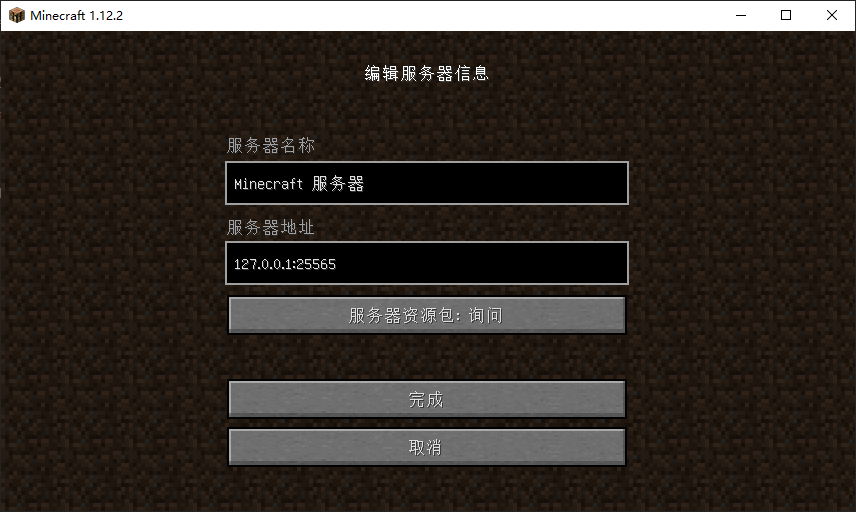 Minecraft 1.12.2
编辑服务器信息
服务器名称
Minecraft 服务器
服务器地址
127.0.0.1:25565
服务器资源包: 询问
完成
取消